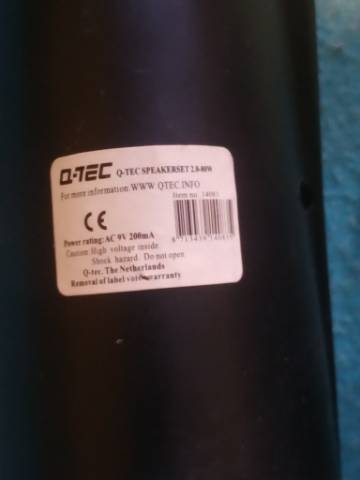 Q-TEC Q-TEC SPEAKERSET 2.0-80W
For more information:WWW QTEC.INFO
Item no.
CE
Power rating:AC 9V 200mA
Caution:High voltage inside.
Shock hazard. Do not open.
Q-tec. The Netherlands
Removal of label voids warranty